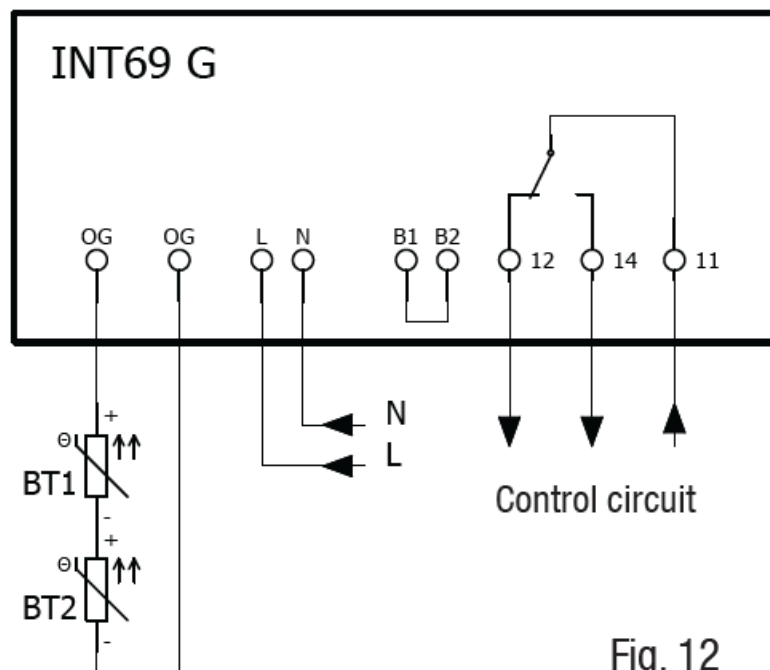 INT69 G
OG OG L N B1 B2
12 14 11
N
L
Control circuit
+
Θ
BT1
-
+
Θ
BT2
-
Fig. 12